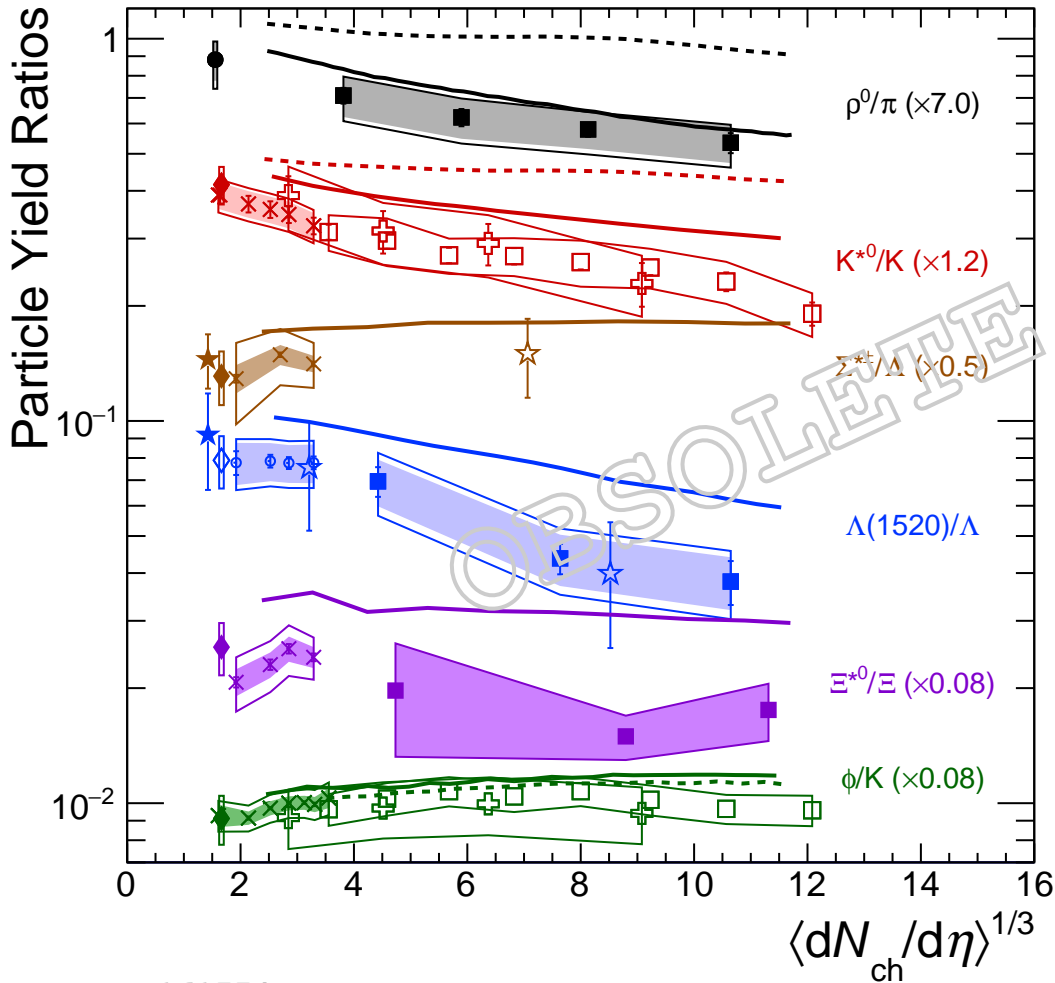 Particle Yield Ratios
1
ρ⁰/π (×7.0)
K*⁰/K (×1.2)
Σ*±/Λ (×0.5)
10⁻¹
Λ(1520)/Λ
Ξ*⁰/Ξ (×0.08)
ϕ/K (×0.08)
10⁻²
OBSOLETE
0 2 4 6 8 10 12 14 16
⟨dN_ch/dη⟩^1/3